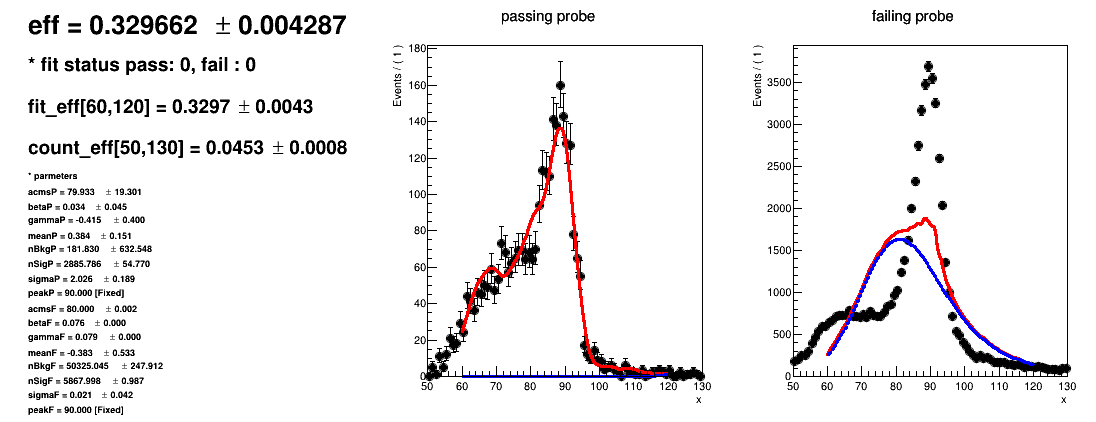 eff = 0.329662 ± 0.004287
* fit status pass: 0, fail : 0
fit_eff[60,120] = 0.3297 ± 0.0043
count_eff[50,130] = 0.0453 ± 0.0008
* parmeters
acmsP = 79.933 ± 19.301
betaP = 0.034 ± 0.045
gammaP = -0.415 ± 0.400
meanP = 0.384 ± 0.151
nBkgP = 181.830 ± 632.548
nSigP = 2885.786 ± 54.770
sigmaP = 2.026 ± 0.189
peakP = 90.000 [Fixed]
acmsF = 80.000 ± 0.002
betaF = 0.076 ± 0.000
gammaF = 0.079 ± 0.000
meanF = -0.383 ± 0.533
nBkgF = 50325.045 ± 247.912
nSigF = 5867.998 ± 0.987
sigmaF = 0.021 ± 0.042
peakF = 90.000 [Fixed]
passing probe
Events / ( 1 )
180
160
140
120
100
80
60
40
20
0
50 60 70 80 90 100 110 120 130
x
failing probe
Events / ( 1 )
3500
3000
2500
2000
1500
1000
500
0
50 60 70 80 90 100 110 120 130
x